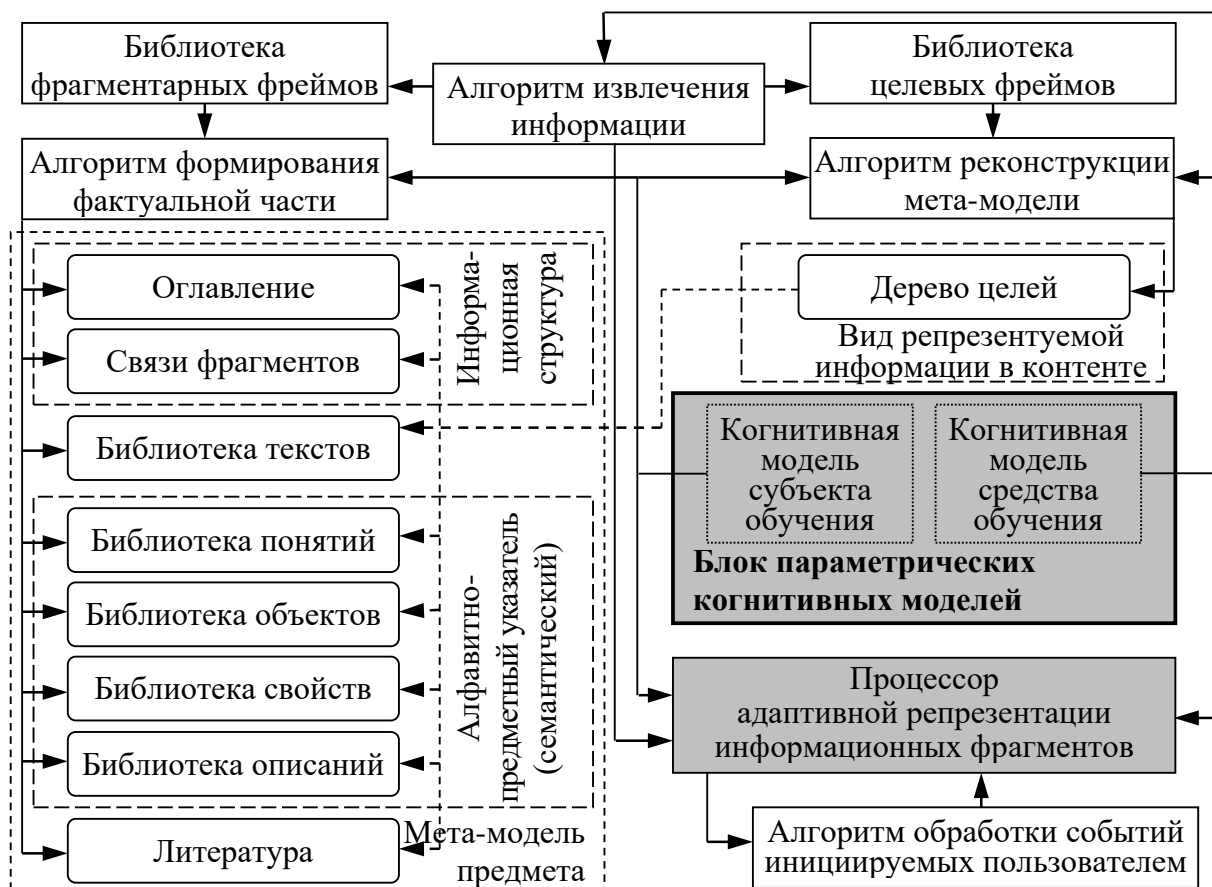 Библиотека
фрагментарных фреймов
Алгоритм извлечения
информации
Библиотека
целевых фреймов
Алгоритм формирования
фактуальной части
Алгоритм реконструкции
мета-модели
Оглавление
Связи фрагментов
Информа-
ционная
структура
Дерево целей
Вид репрезентуемой
информации в контенте
Библиотека текстов
Когнитивная
модель
субъекта
обучения
Когнитивная
модель
средства
обучения
Блок параметрических
когнитивных моделей
Библиотека понятий
Библиотека объектов
Библиотека свойств
Библиотека описаний
Алфавитно-
предметный указатель
(семантический)
Процессор
адаптивной репрезентации
информационных фрагментов
Литература
Мета-модель
предмета
Алгоритм обработки событий
инициируемых пользователем